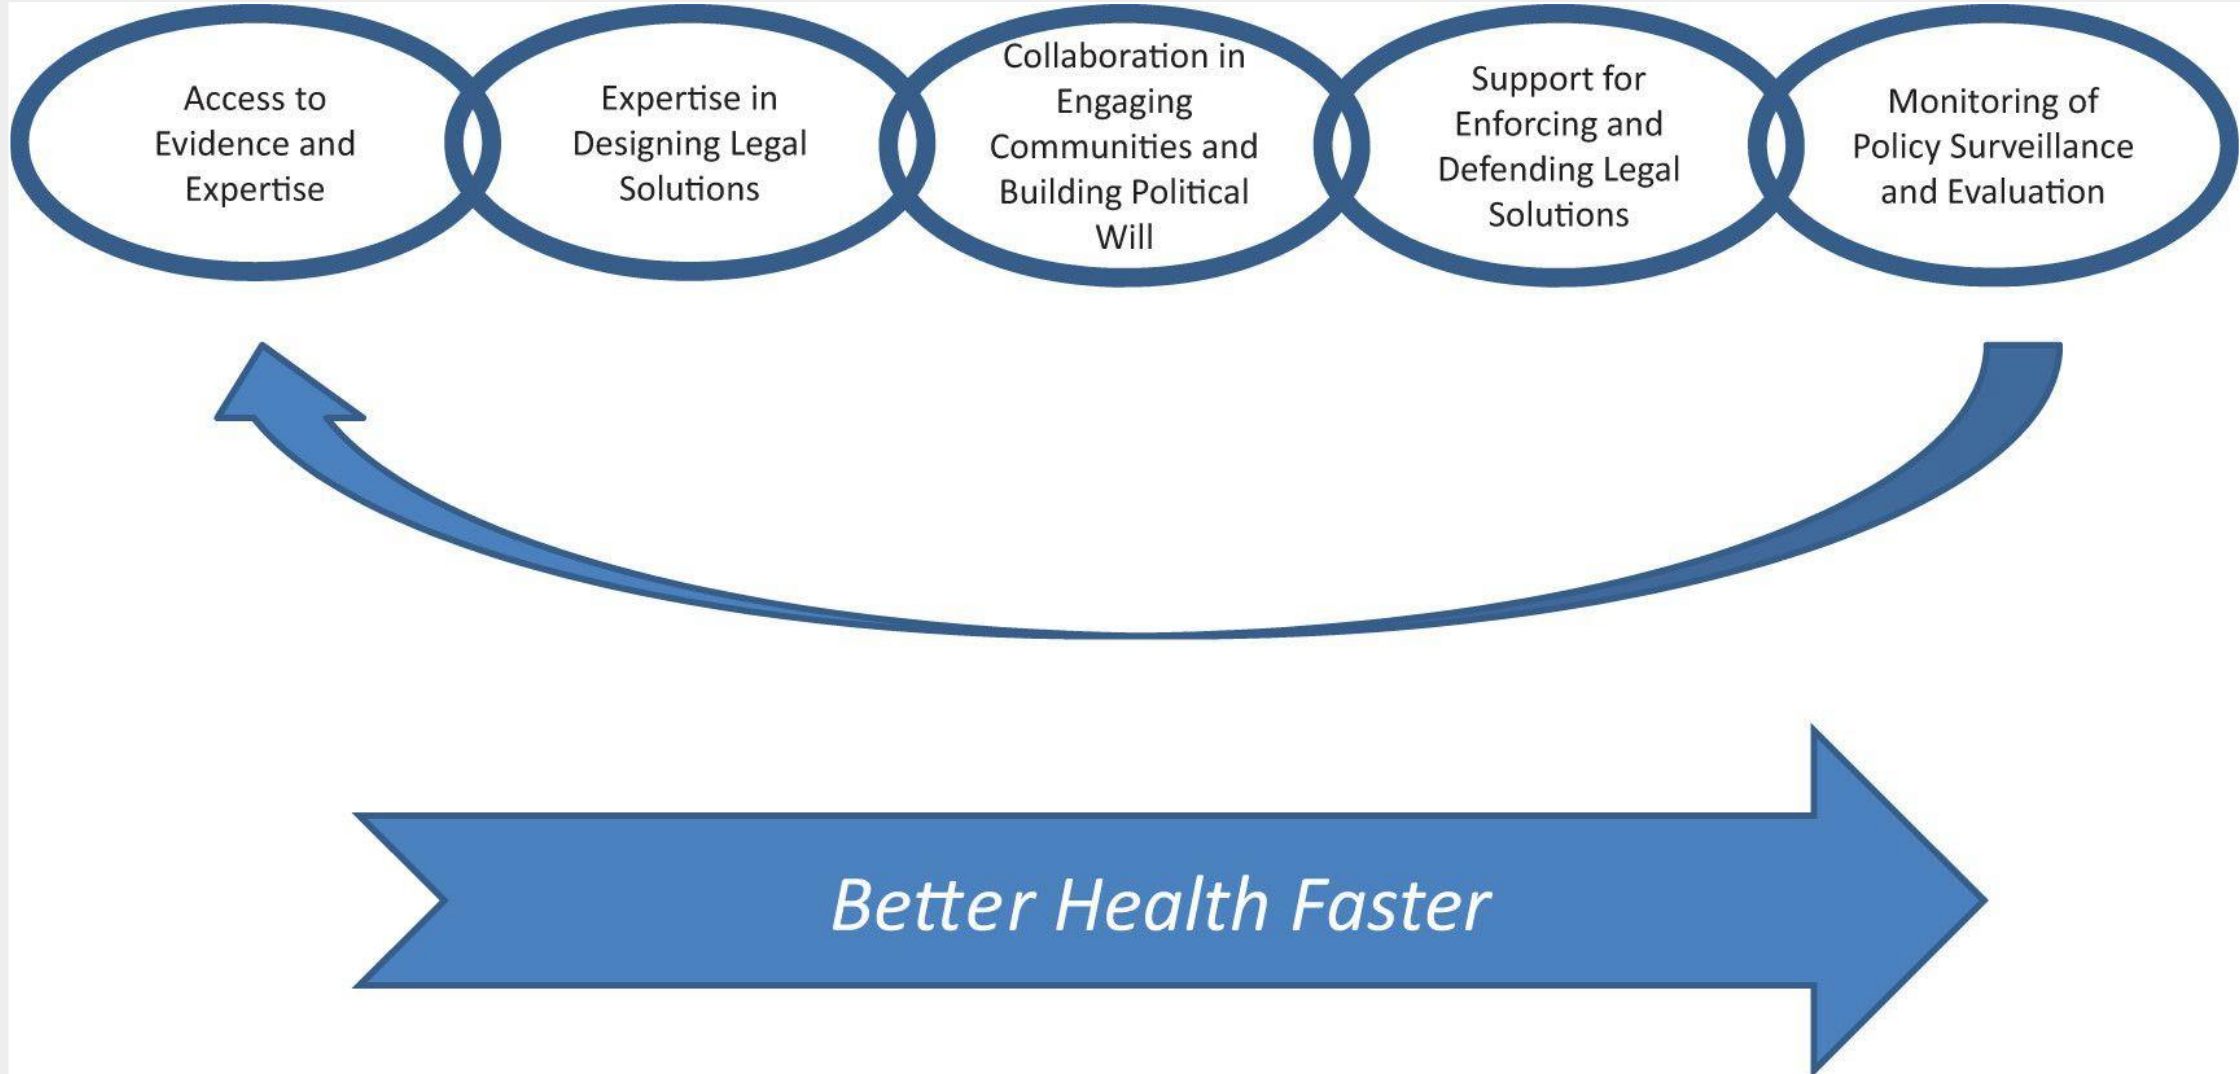 Access to
Evidence and
Expertise
Expertise in
Designing Legal
Solutions
Collaboration in
Engaging
Communities and
Building Political
Will
Support for
Enforcing and
Defending Legal
Solutions
Monitoring of
Policy Surveillance
and Evaluation
Better Health Faster